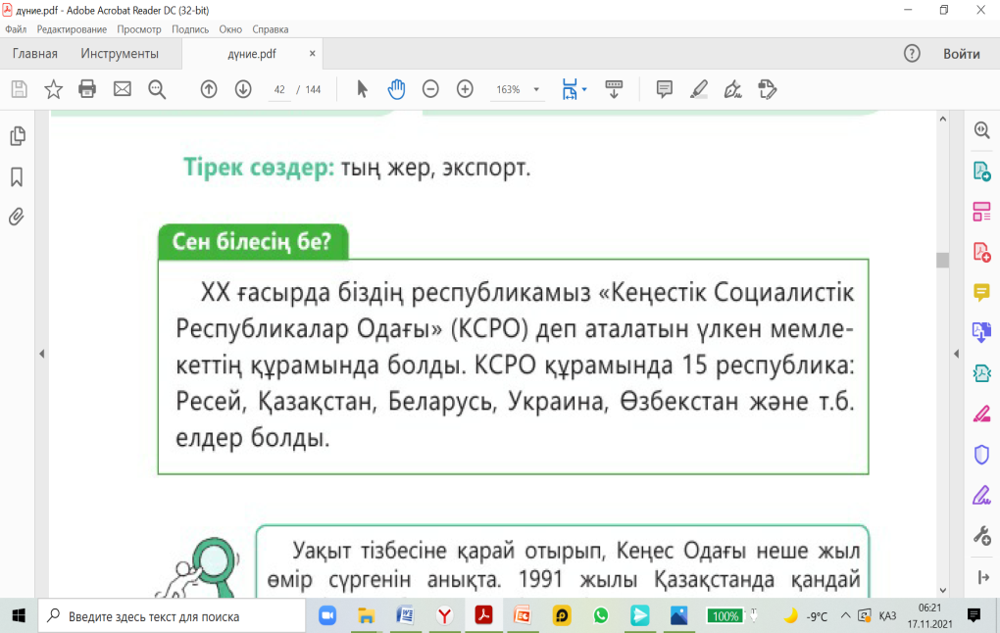 дүние.pdf - Adobe Acrobat Reader DC (32-bit)
Файл Редактирование Просмотр Подпись Окно Справка
Главная Инструменты дүние.pdf × Войти
42 / 144 163%
Тірек сөздер: тың жер, экспорт.
Сен білесің бе?
XX ғасырда біздің республикамыз «Кеңестік Социалистік
Республикалар Одағы» (КСРО) деп аталатын үлкен мемле-
кеттің құрамында болды. КСРО құрамында 15 республика:
Ресей, Қазақстан, Беларусь, Украина, Өзбекстан және т.б.
елдер болды.
Уақыт тізбесіне қарай отырып, Кеңес Одағы неше жыл
өмір сүргенін анықта. 1991 жылы Қазақстанда қандай
Введите здесь текст для поиска
100% -9°C ҚАЗ 06:21
17.11.2021